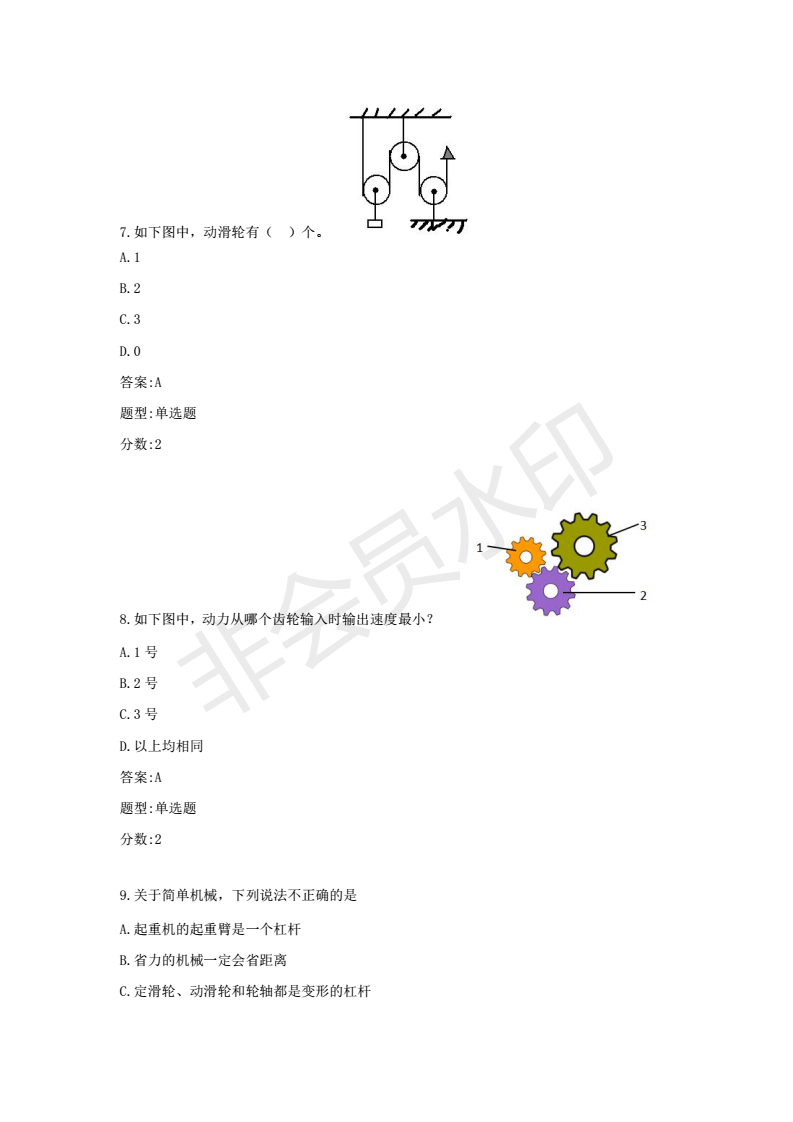 7.如下图中，动滑轮有（　）个。
A.1
B.2
C.3
D.0
答案:A
题型:单选题
分数:2
1
3
2
8.如下图中，动力从哪个齿轮输入时输出速度最小？
A.1 号
B.2 号
C.3 号
D.以上均相同
答案:A
题型:单选题
分数:2
9.关于简单机械，下列说法不正确的是
A.起重机的起重臂是一个杠杆
B.省力的机械一定会省距离
C.定滑轮、动滑轮和轮轴都是变形的杠杆
非会员水印